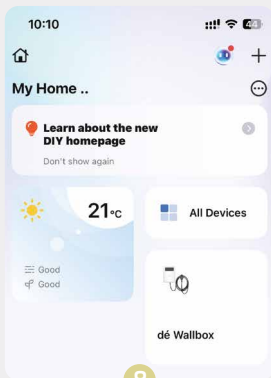 10:10
44
My Home ..
Learn about the new
DIY homepage
Don't show again
21°C
Good
Good
All Devices
dé Wallbox
8